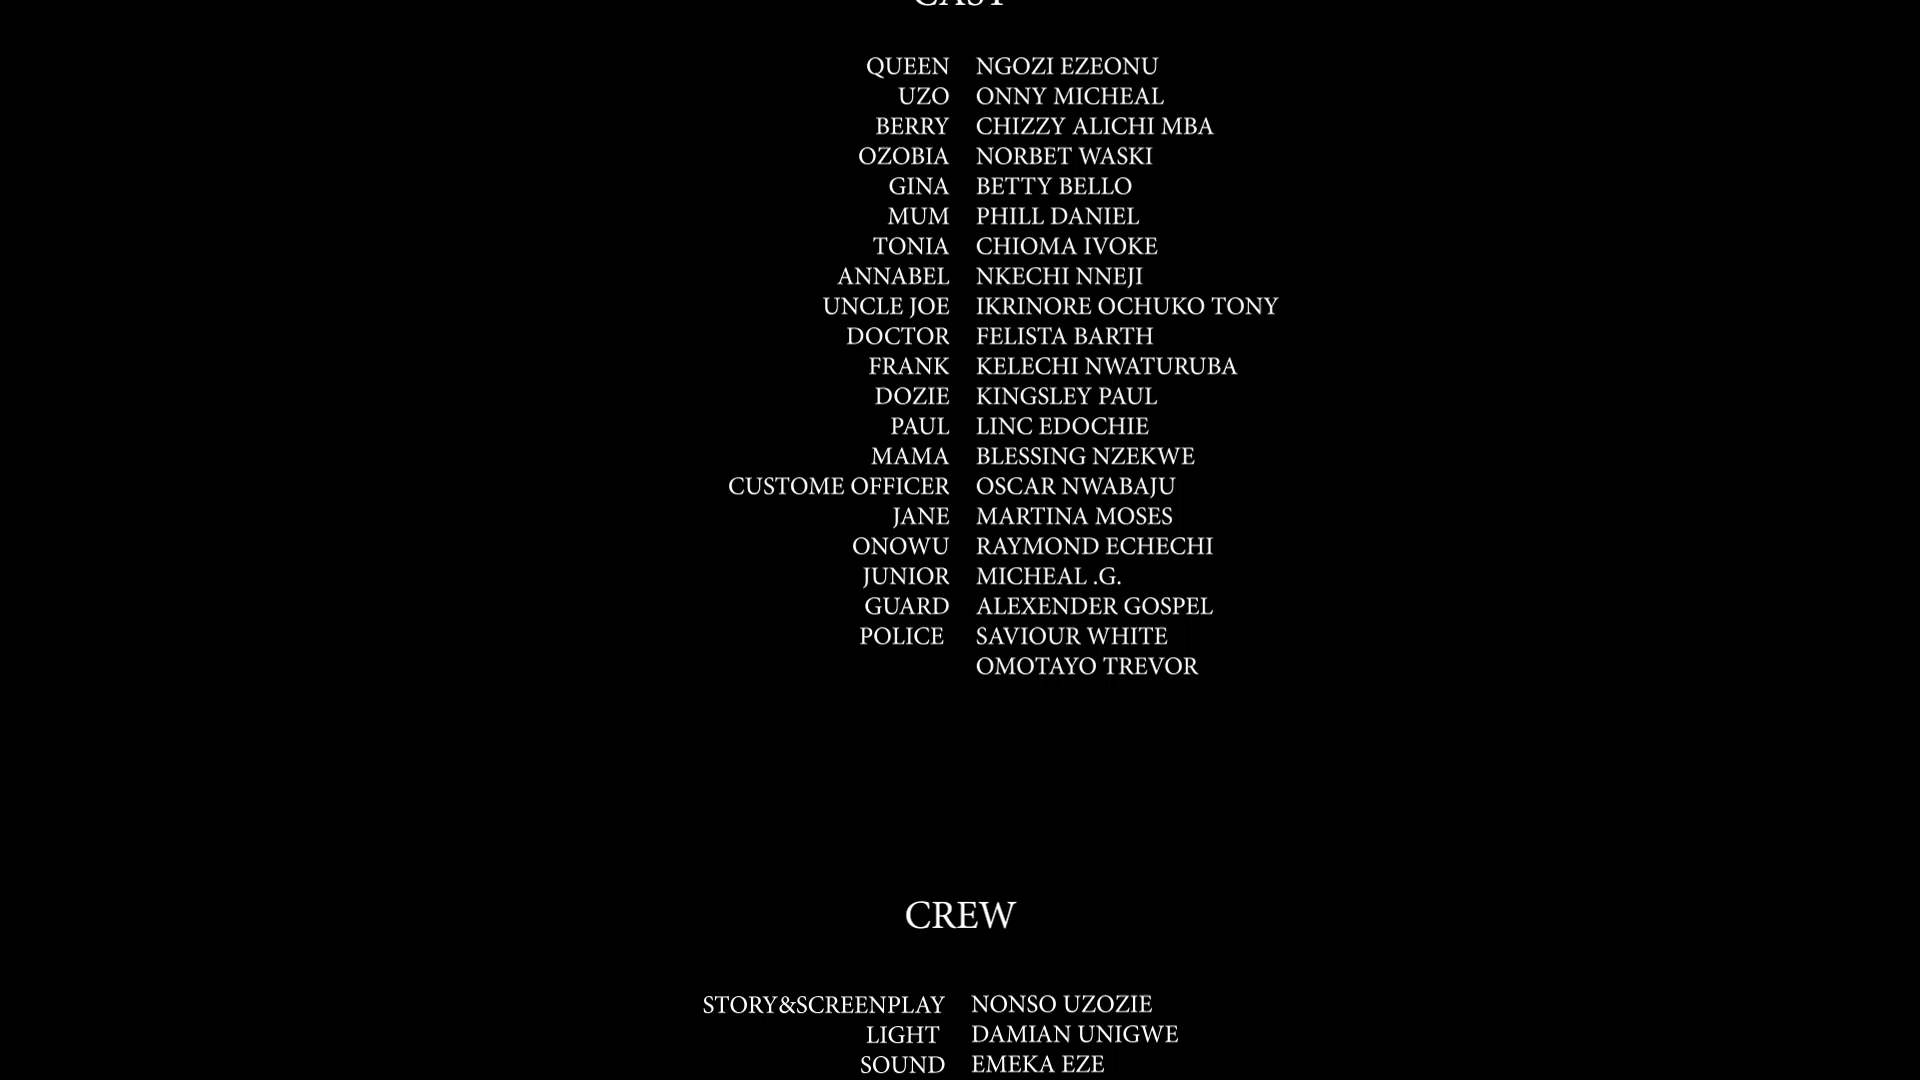 CAST
QUEEN NGOZI EZEONU
UZO ONNY MICHEAL
BERRY CHIZZY ALICHI MBA
OZOBIA NORBET WASKI
GINA BETTY BELLO
MUM PHILL DANIEL
TONIA CHIOMA IVOKE
ANNABEL NKECHI NNEJI
UNCLE JOE IKRINORE OCHUKO TONY
DOCTOR FELISTA BARTH
FRANK KELECHI NWATURUBA
DOZIE KINGSLEY PAUL
PAUL LINC EDOCHIE
MAMA BLESSING NZEKWE
CUSTOME OFFICER OSCAR NWABAJU
JANE MARTINA MOSES
ONOWU RAYMOND ECHECHI
JUNIOR MICHEAL .G.
GUARD ALEXENDER GOSPEL
POLICE SAVIOUR WHITE
OMOTAYO TREVOR
CREW
STORY&SCREENPLAY NONSO UZOZIE
LIGHT DAMIAN UNIGWE
SOUND EMEKA EZE